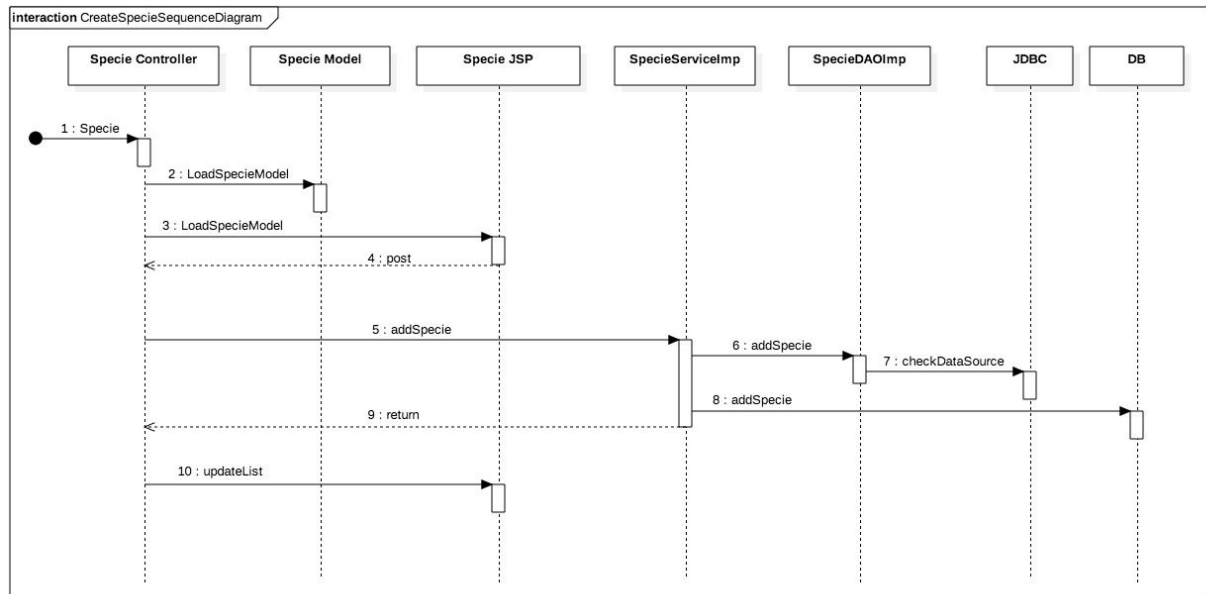 interaction CreateSpecieSequenceDiagram
Specie Controller
Specie Model
Specie JSP
SpecieServiceImp
SpecieDAOImp
JDBC
DB
1 : Specie
2 : LoadSpecieModel
3 : LoadSpecieModel
4 : post
5 : addSpecie
6 : addSpecie
7 : checkDataSource
8 : addSpecie
9 : return
10 : updateList